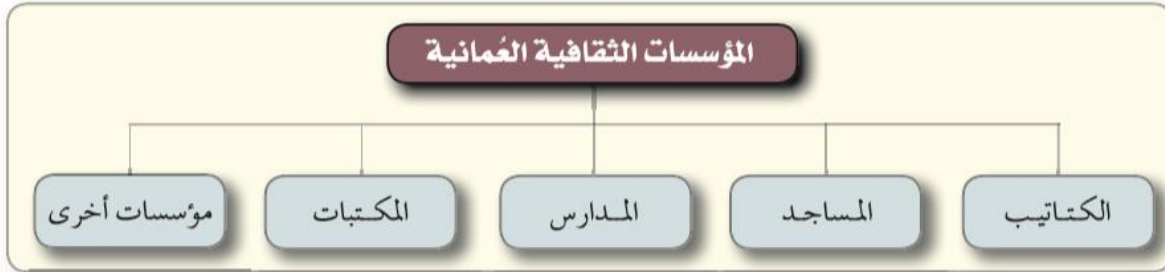 المؤسسات الثقافية العُمانية
الكتاتيب
المساجد
المدارس
المكتبات
مؤسسات أخرى